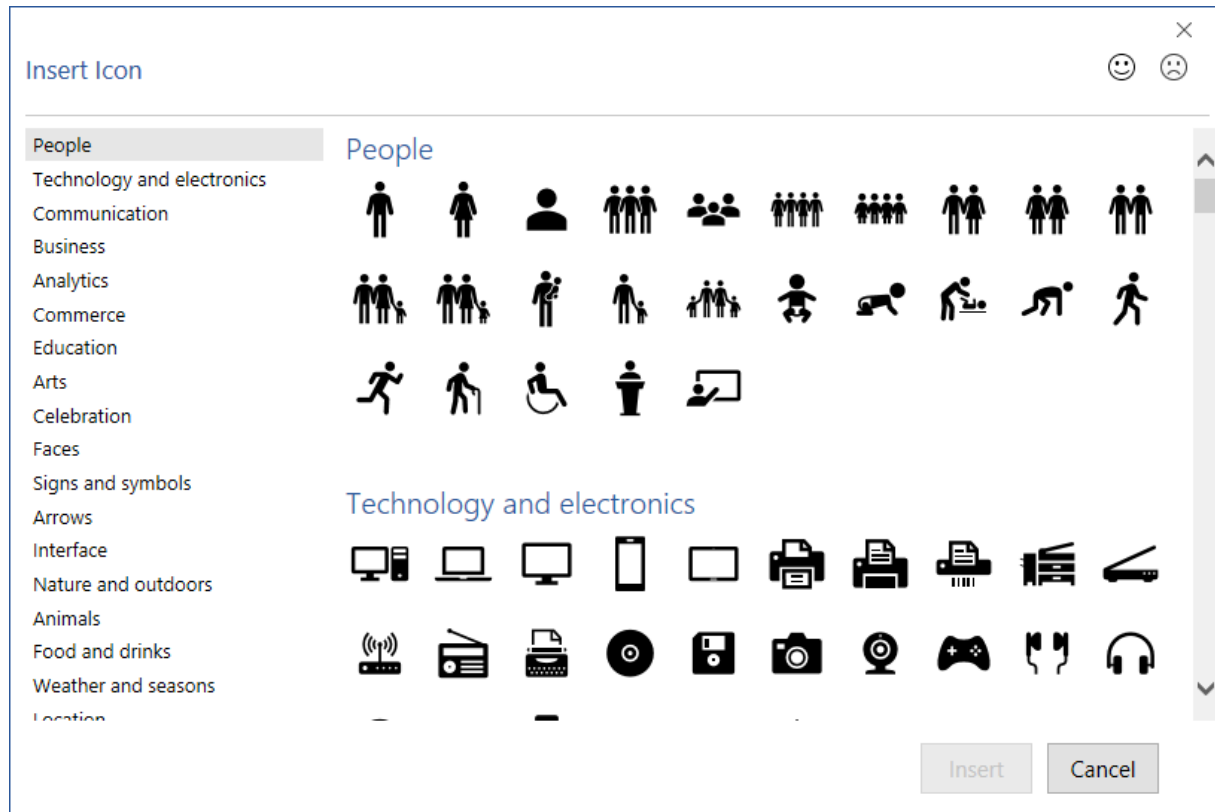 Insert Icon
People
Technology and electronics
Communication
Business
Analytics
Commerce
Education
Arts
Celebration
Faces
Signs and symbols
Arrows
Interface
Nature and outdoors
Animals
Food and drinks
Weather and seasons
Location
People
Technology and electronics
Insert
Cancel